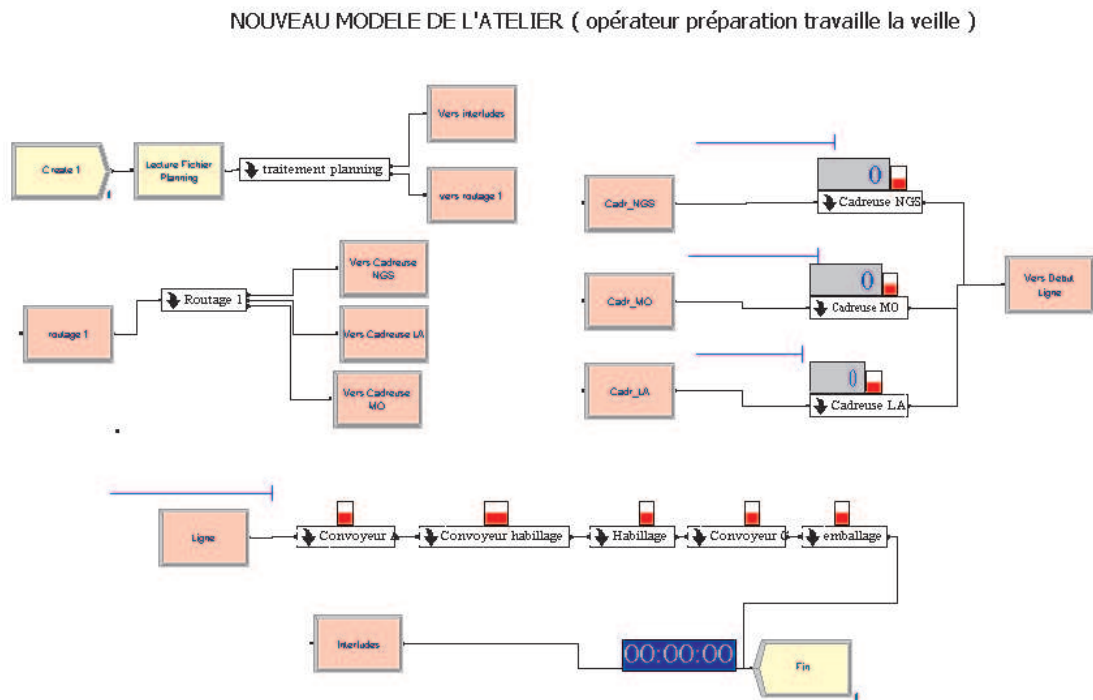 NOUVEAU MODELE DE L'ATELIER ( opérateur préparation travaille la veille )
Create 1
Lecture Fichier
Planning
traitement planning
Vers interludes
vers routage 1
routage 1
Routage 1
Vers Cadreuse
NGS
Vers Cadreuse LA
Vers Cadreuse
MO
Cadr_NGS
0
Cadreuse NGS
Cadr_MO
0
Cadreuse MO
Cadr_LA
0
Cadreuse LA
Vers Debut
Ligne
Ligne
Convoyeur A
Convoyeur habillage
Habillage
Convoyeur C
emballage
Interludes
00:00:00
Fin